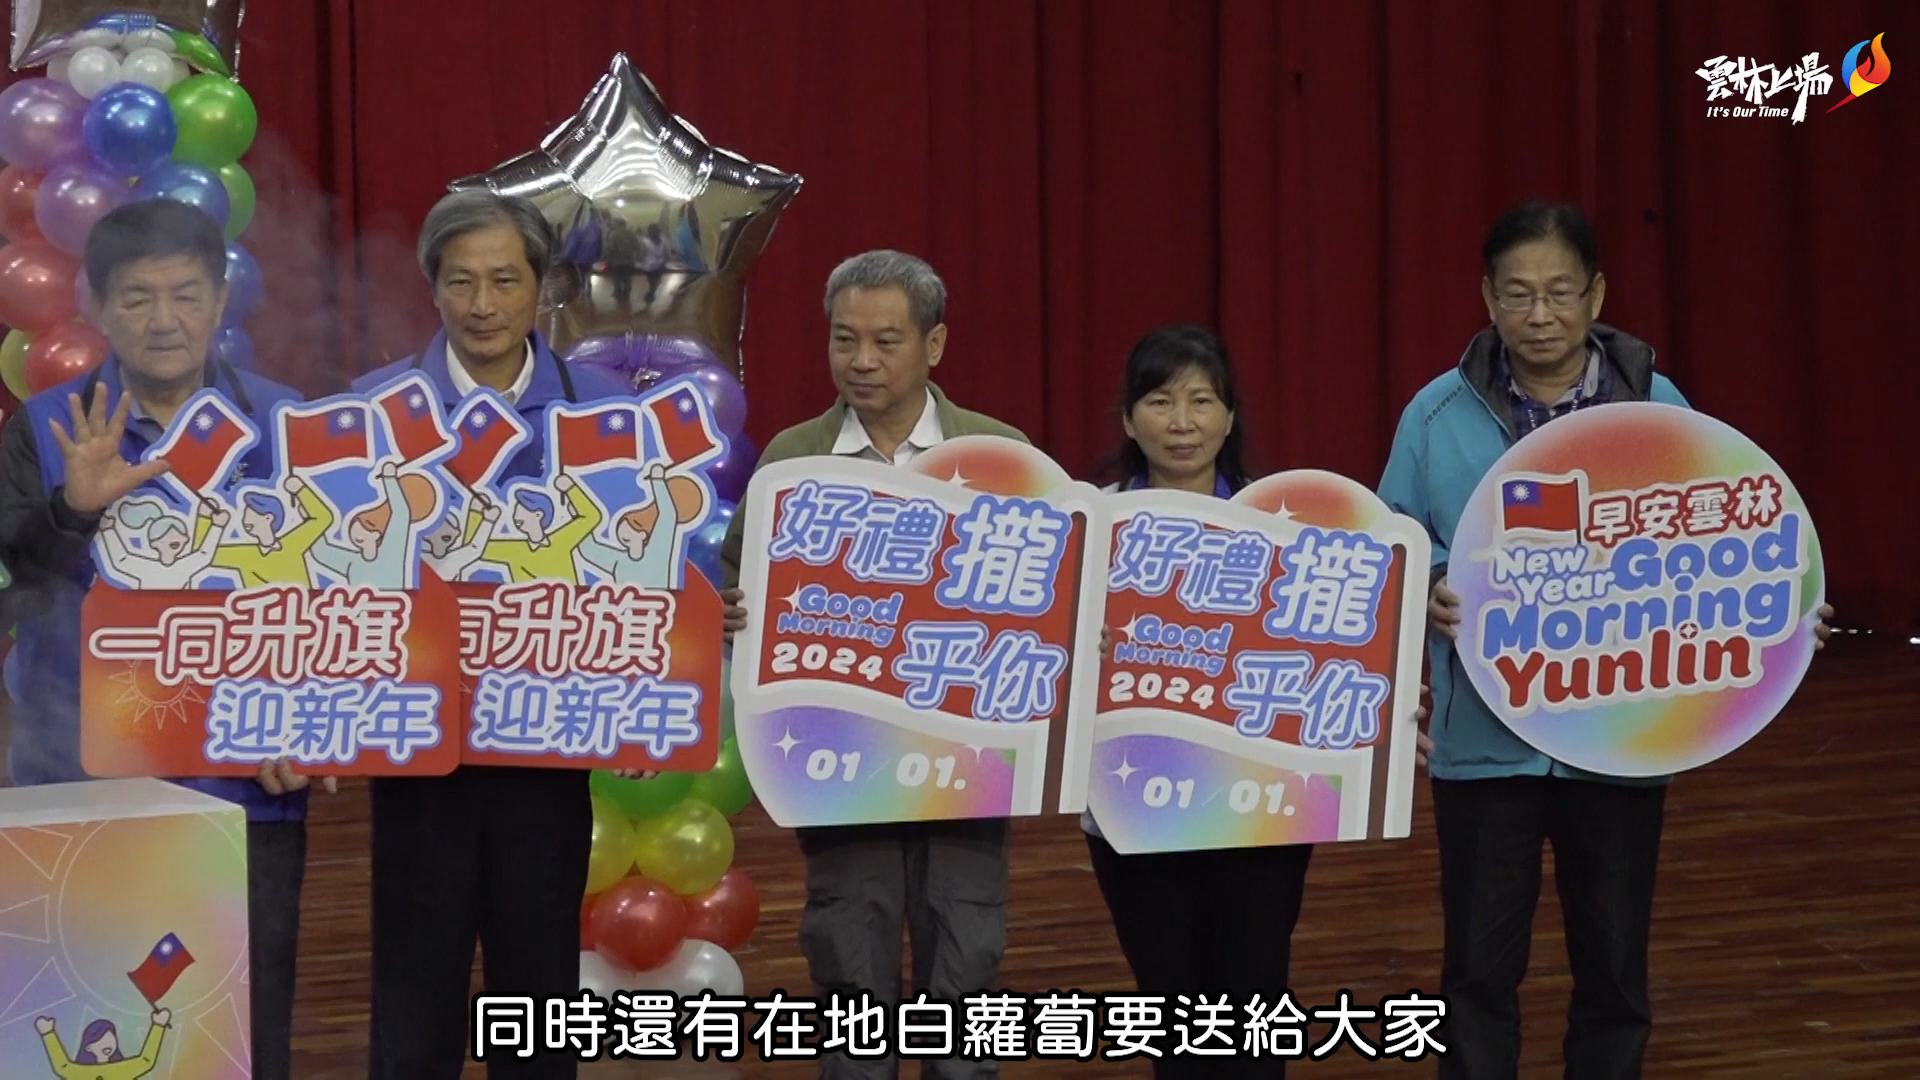 雲林上場
It's Our Time
一同升旗
迎新年
同升旗
迎新年
好禮攏
Good
Morning
2024
乎你
01/01.
好禮攏
Good
Morning
2024
乎你
01/01.
早安雲林
New Year Good
Morning
Yunlin
同時還有在地白蘿蔔要送給大家